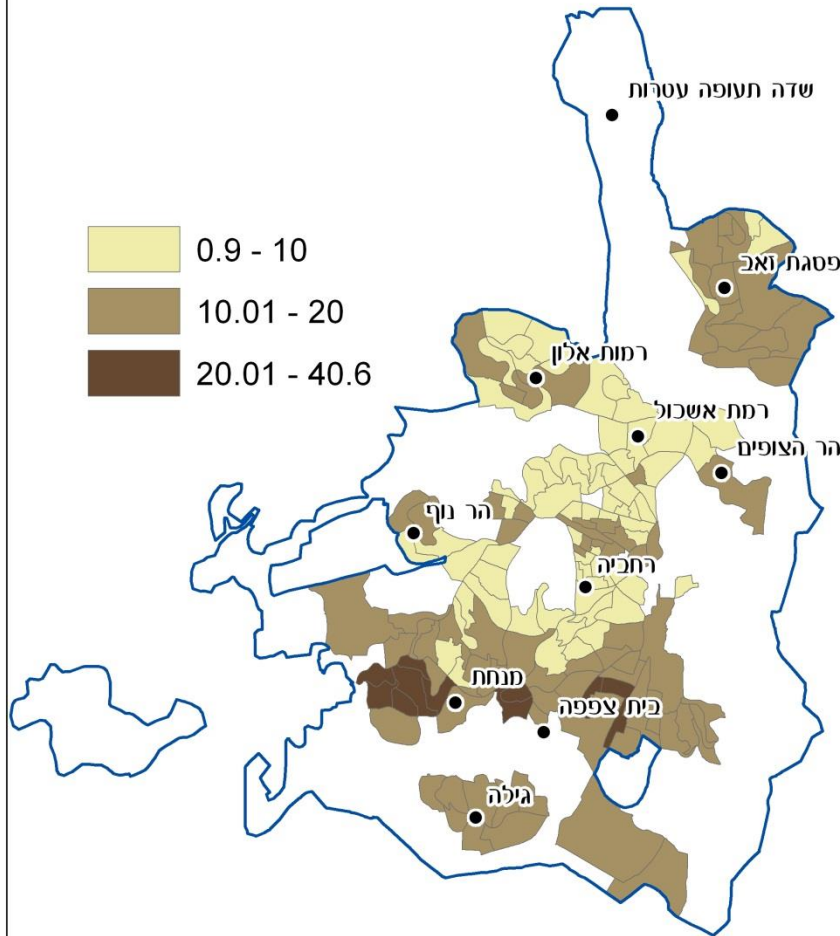 שדה תעופה עטרות
0.9 - 10
פסגת זאב
10.01 - 20
רמות אלון
20.01 - 40.6
רמת אשכול
הר הצופים
הר נוף
רחביה
מנחת
בית צפפה
גילה